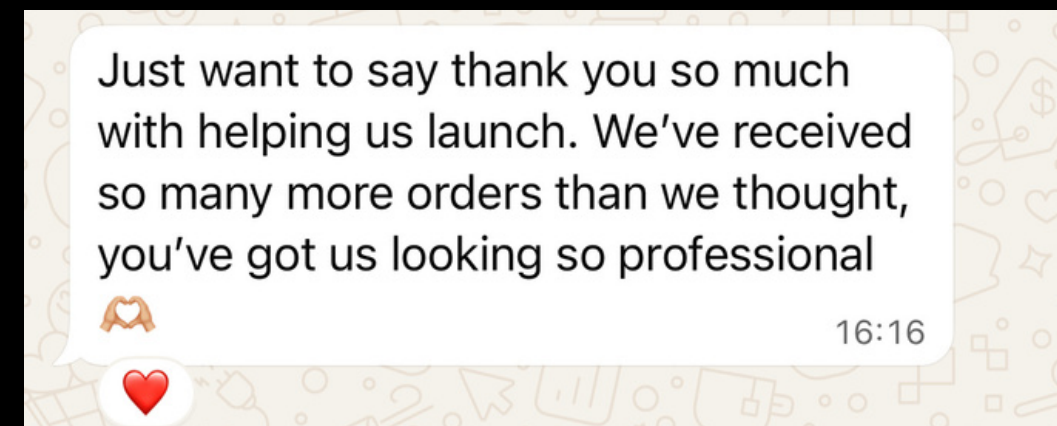 Just want to say thank you so much
with helping us launch. We’ve received
so many more orders than we thought,
you’ve got us looking so professional
🫶🏼
16:16
❤️